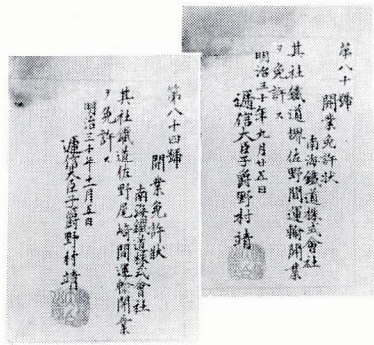 第八十號
開業免許状
南海鐵道株式會社
其社鐵道堺佐野間運輸開業
ヲ免許ス
明治三十年九月廿五日
遞信大臣子爵野村靖
第八十四號
開業免許状
南海鐵道株式會社
其社鐵道佐野尾崎間運輸開業
ヲ免許ス
明治三十年十一月五日
遞信大臣子爵野村靖